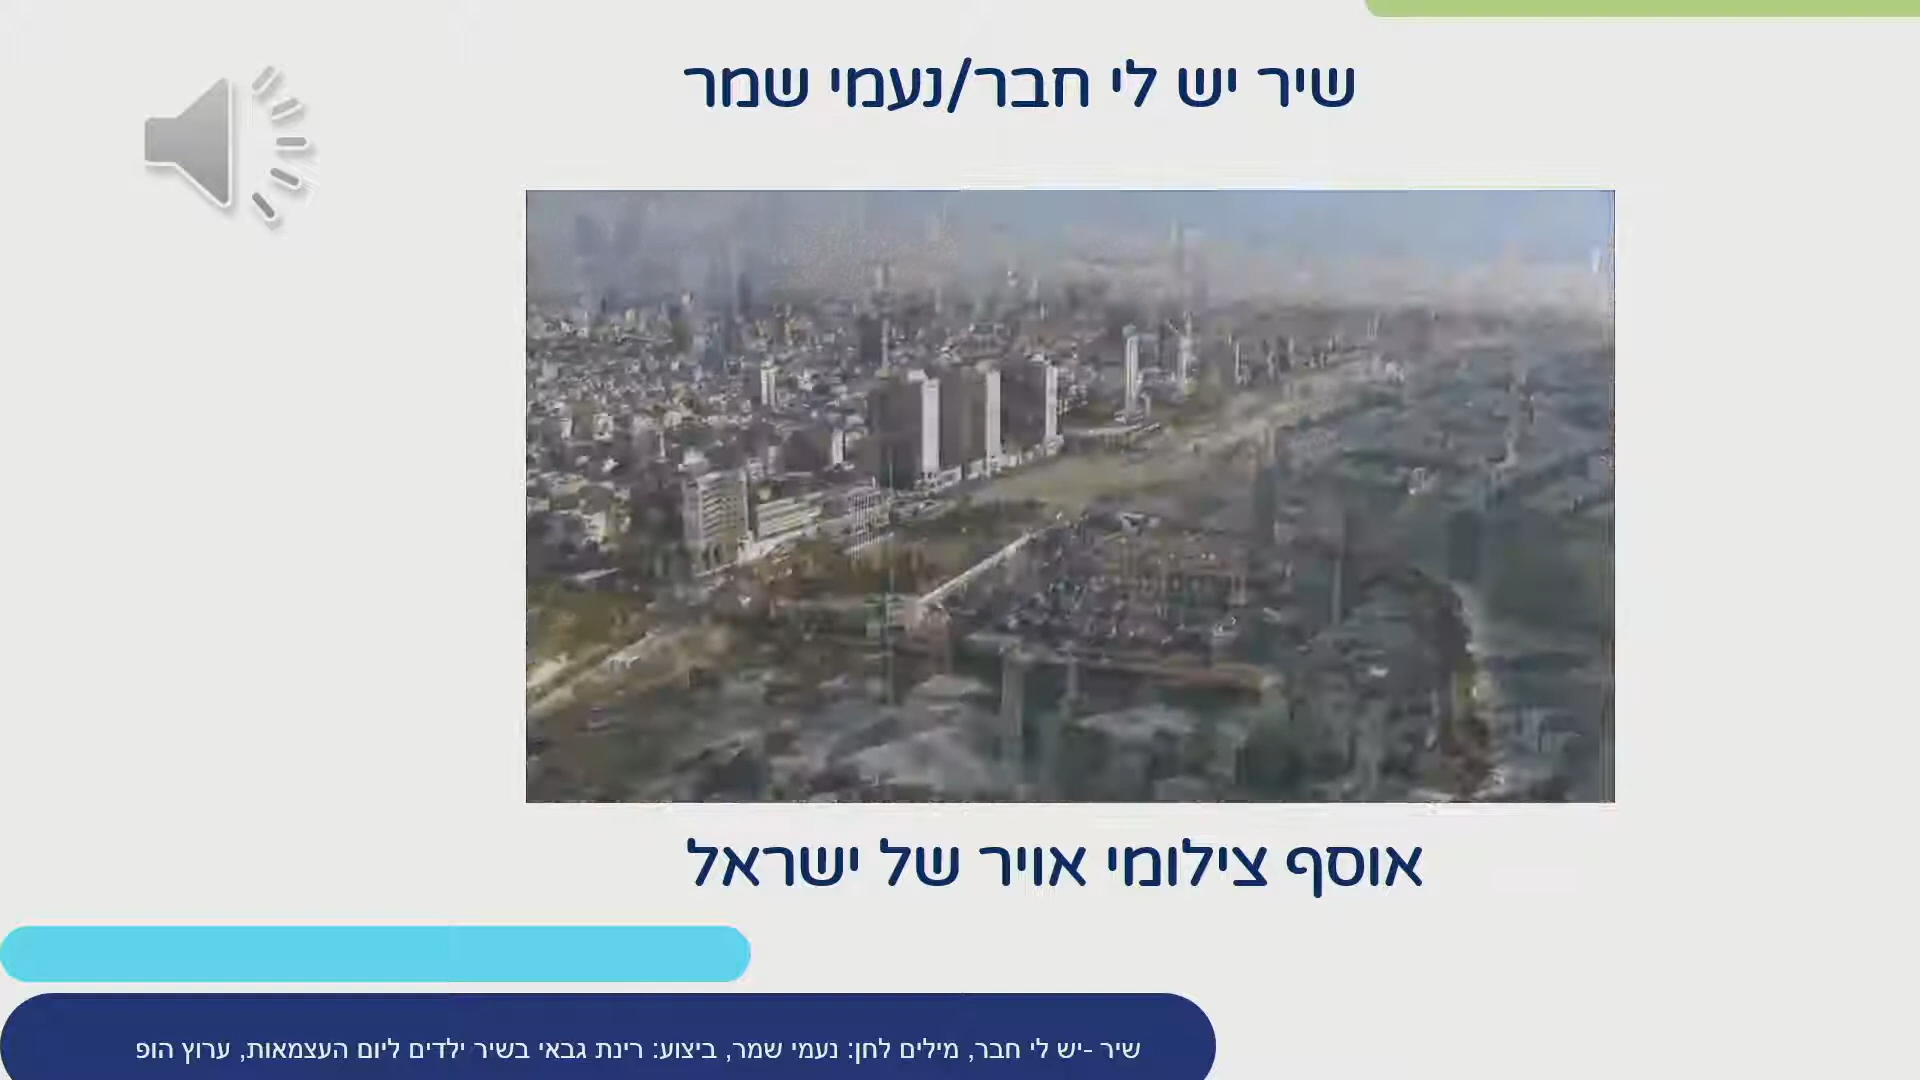 שיר יש לי חבר/נעמי שמר
אוסף צילומי אויר של ישראל
שיר -יש לי חבר, מילים לחן: נעמי שמר, ביצוע: רינת גבאי בשיר ילדים ליום העצמאות, ערוץ הופ